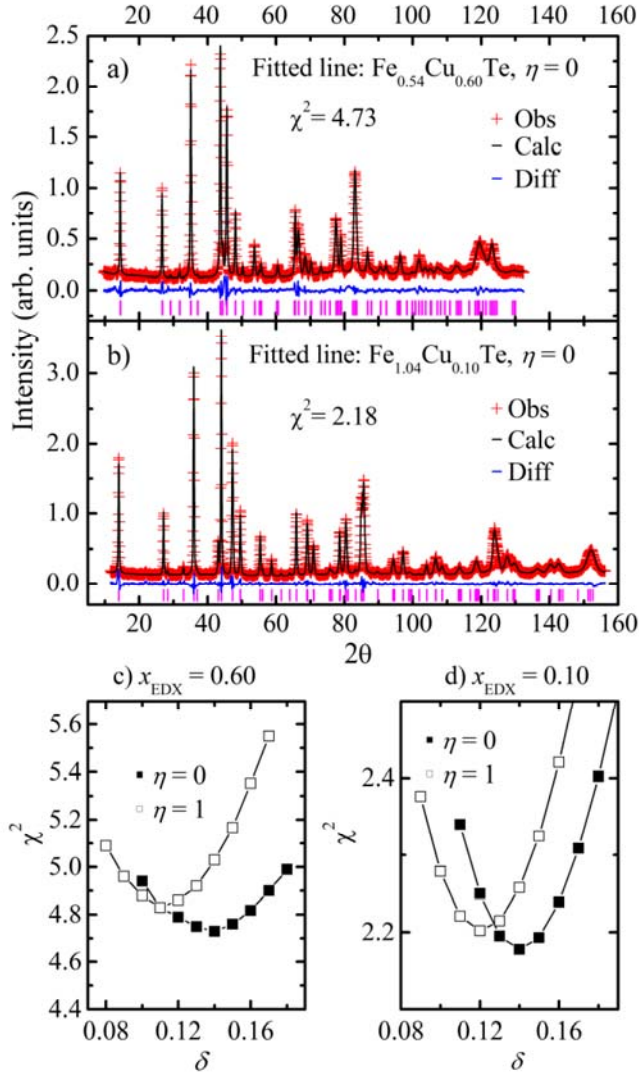 20 40 60 80 100 120 140 160
a) Fitted line: Fe0.54Cu0.60Te, η = 0
χ2 = 4.73
Obs
Calc
Diff
2.5
2.0
1.5
1.0
0.5
0.0
Intensity (arb. units)
b) Fitted line: Fe1.04Cu0.10Te, η = 0
χ2 = 2.18
Obs
Calc
Diff
3.0
2.0
1.0
0.0
20 40 60 80 100 120 140 160
2θ
c) xEDX = 0.60
η = 0
η = 1
5.6
5.4
5.2
5.0
4.8
4.6
4.4
χ2
0.08 0.12 0.16
δ
d) xEDX = 0.10
η = 0
η = 1
2.4
2.2
χ2
0.08 0.12 0.16
δ